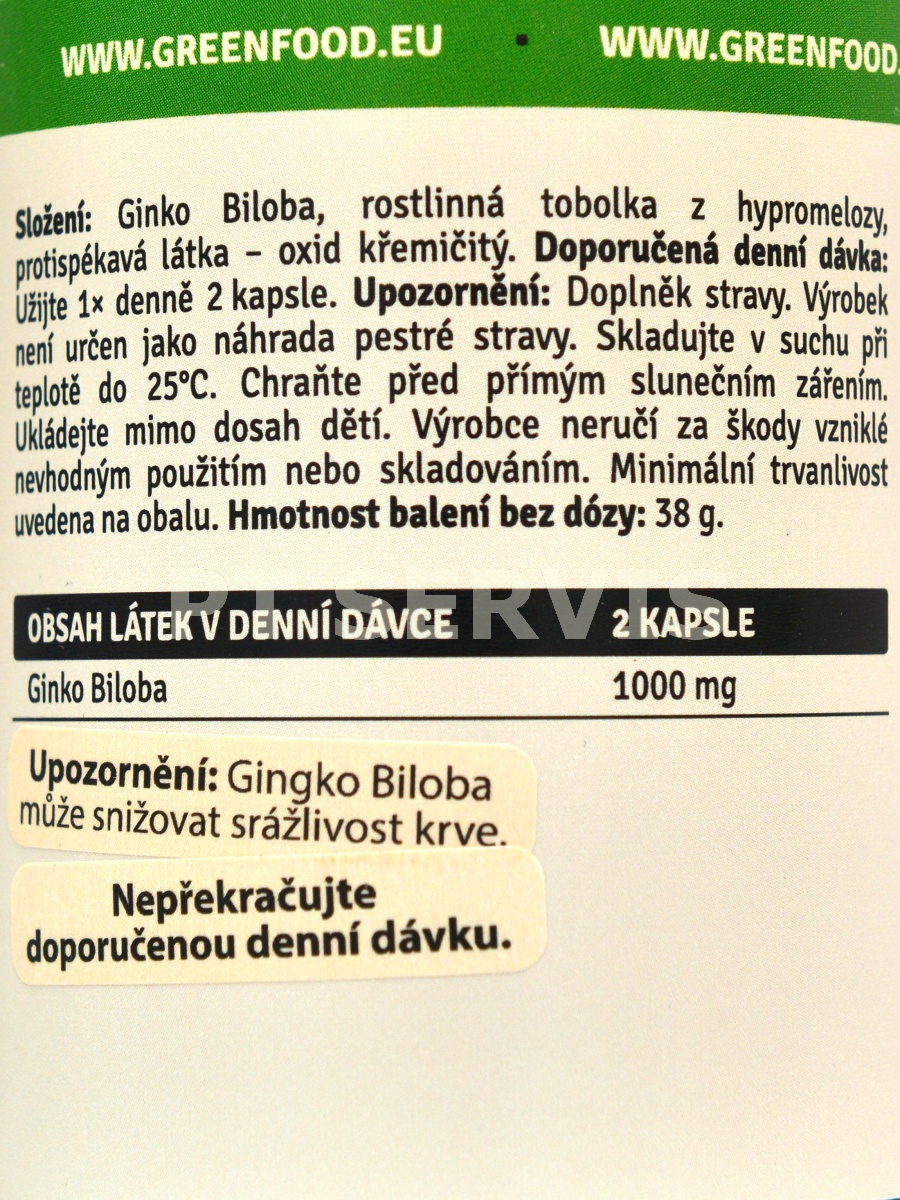 WWW.GREENFOOD.EU • WWW.GREENFOOD.
Složení: Ginko Biloba, rostlinná tobolka z hypromelozy,
protispékavá látka – oxid křemičitý. Doporučená denní dávka:
Užijte 1× denně 2 kapsle. Upozornění: Doplněk stravy. Výrobek
není určen jako náhrada pestré stravy. Skladujte v suchu při
teplotě do 25°C. Chraňte před přímým slunečním zářením.
Ukládejte mimo dosah dětí. Výrobce neručí za škody vzniklé
nevhodným použitím nebo skladováním. Minimální trvanlivost
uvedena na obalu. Hmotnost balení bez dózy: 38 g.
OBSAH LÁTEK V DENNÍ DÁVCE 2 KAPSLE
Ginko Biloba 1000 mg
Upozornění: Gingko Biloba
může snižovat srážlivost krve.
Nepřekračujte
doporučenou denní dávku.